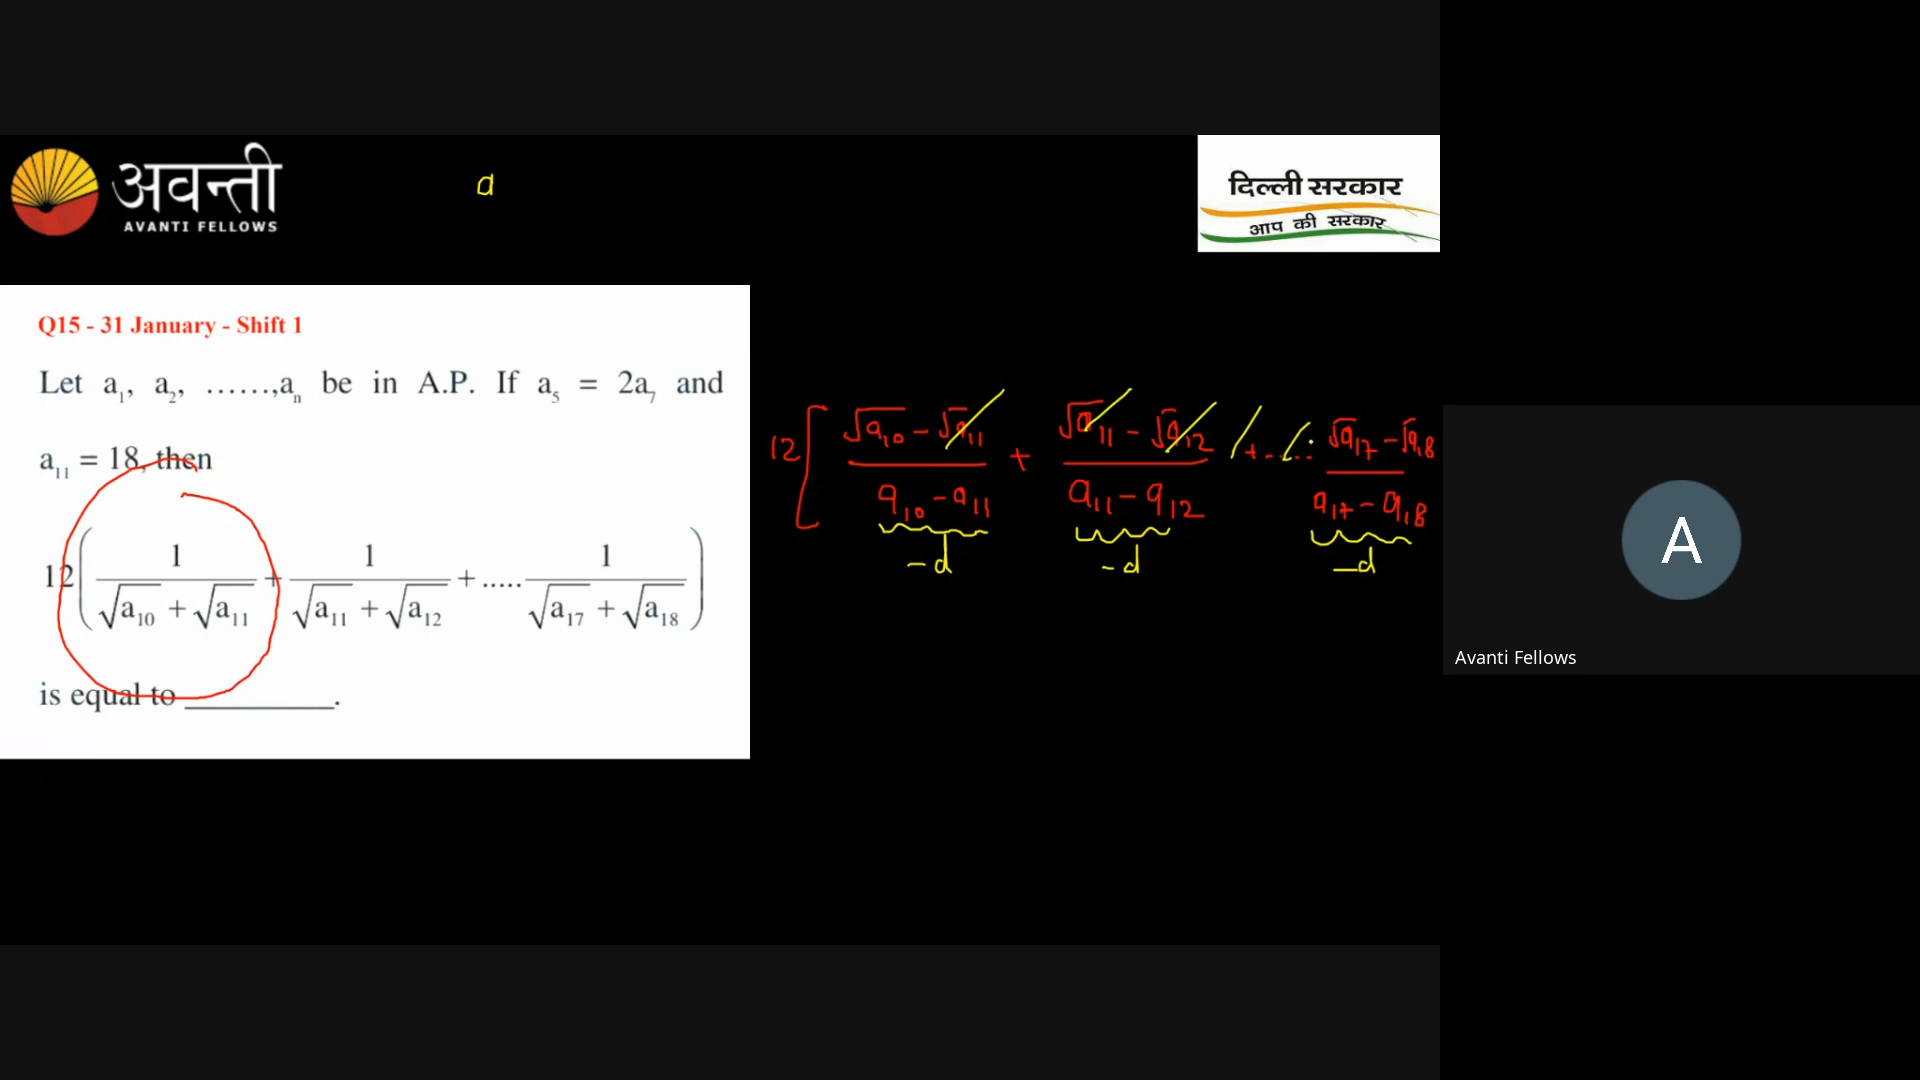 अवन्ती
AVANTI FELLOWS
a
दिल्ली सरकार
आप की सरकार
Q15 - 31 January - Shift 1
Let a₁, a₂, ......,aₙ be in A.P. If a₅ = 2a₇ and
a₁₁ = 18, then
12(1/(√a₁₀ + √a₁₁) + 1/(√a₁₁ + √a₁₂) + ..... 1/(√a₁₇ + √a₁₈))
is equal to __________.
12[(√a₁₀ - √a₁₁)/(a₁₀ - a₁₁) + (√a₁₁ - √a₁₂)/(a₁₁ - a₁₂) + ..... (√a₁₇ - √a₁₈)/(a₁₇ - a₁₈)
-d -d -d
A
Avanti Fellows